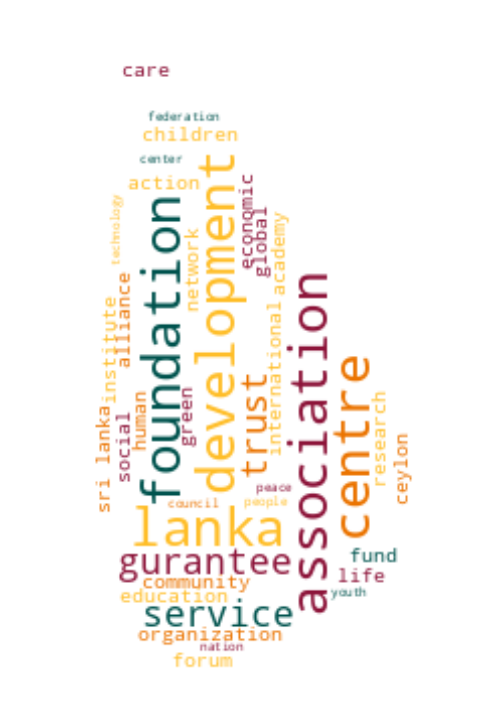 care
federation
children
center
action
technology
foundation
development
economic
global
academy
network
institute
alliance
international
association
human
green
trust
centre
research
sri lanka
social
ceylon
peace
council
people
lanka
gurantee
fund
life
community
youth
education
service
organization
nation
forum